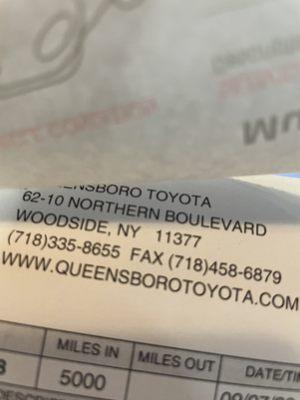 TOYOTA
62-10 NORTHERN BOULEVARD
WOODSIDE, NY 11377
(718)335-8655 FAX (718)458-6879
WWW.QUEENSBOROTOYOTA.COM
MILES IN MILES OUT
5000